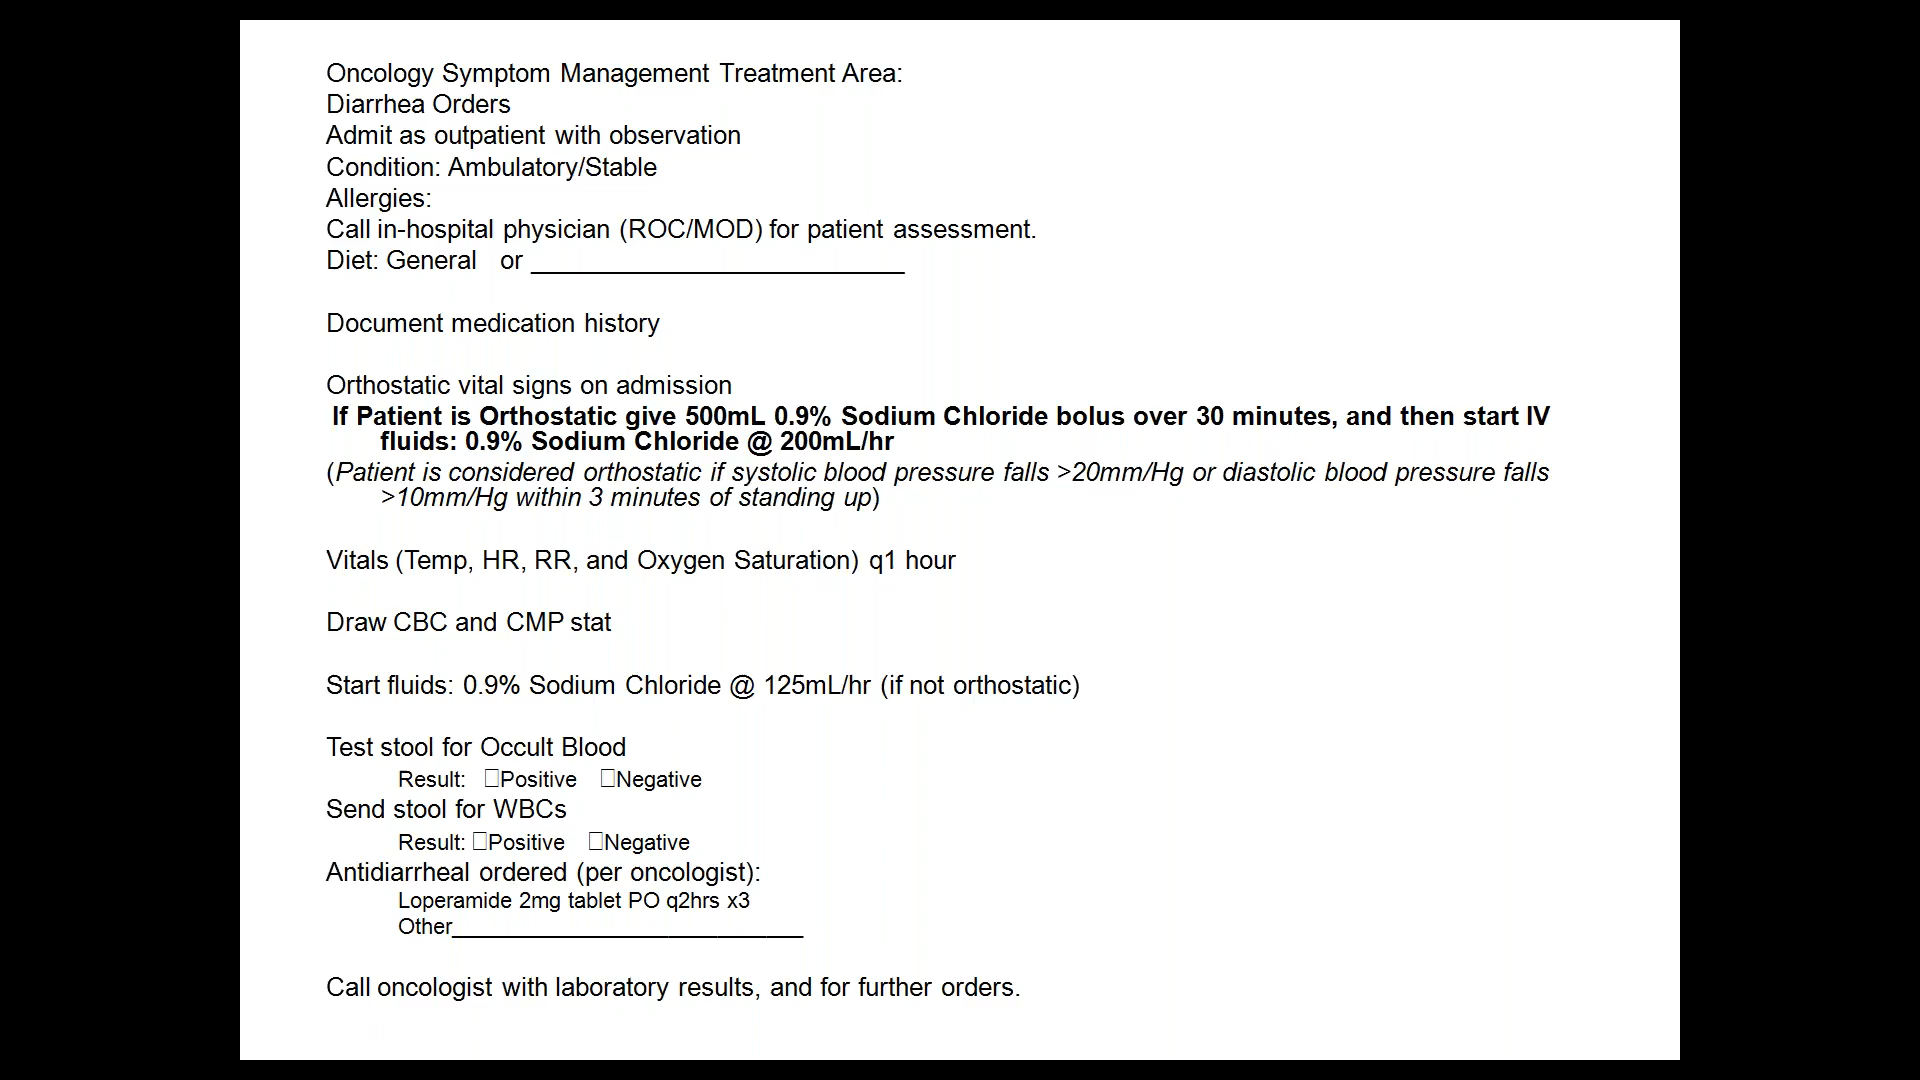 Oncology Symptom Management Treatment Area:
Diarrhea Orders
Admit as outpatient with observation
Condition: Ambulatory/Stable
Allergies:
Call in-hospital physician (ROC/MOD) for patient assessment.
Diet: General or ___________________________
Document medication history
Orthostatic vital signs on admission
If Patient is Orthostatic give 500mL 0.9% Sodium Chloride bolus over 30 minutes, and then start IV
fluids: 0.9% Sodium Chloride @ 200mL/hr
(Patient is considered orthostatic if systolic blood pressure falls >20mm/Hg or diastolic blood pressure falls
>10mm/Hg within 3 minutes of standing up)
Vitals (Temp, HR, RR, and Oxygen Saturation) q1 hour
Draw CBC and CMP stat
Start fluids: 0.9% Sodium Chloride @ 125mL/hr (if not orthostatic)
Test stool for Occult Blood
Result: □Positive □Negative
Send stool for WBCs
Result: □Positive □Negative
Antidiarrheal ordered (per oncologist):
Loperamide 2mg tablet PO q2hrs x3
Other_____________________________
Call oncologist with laboratory results, and for further orders.